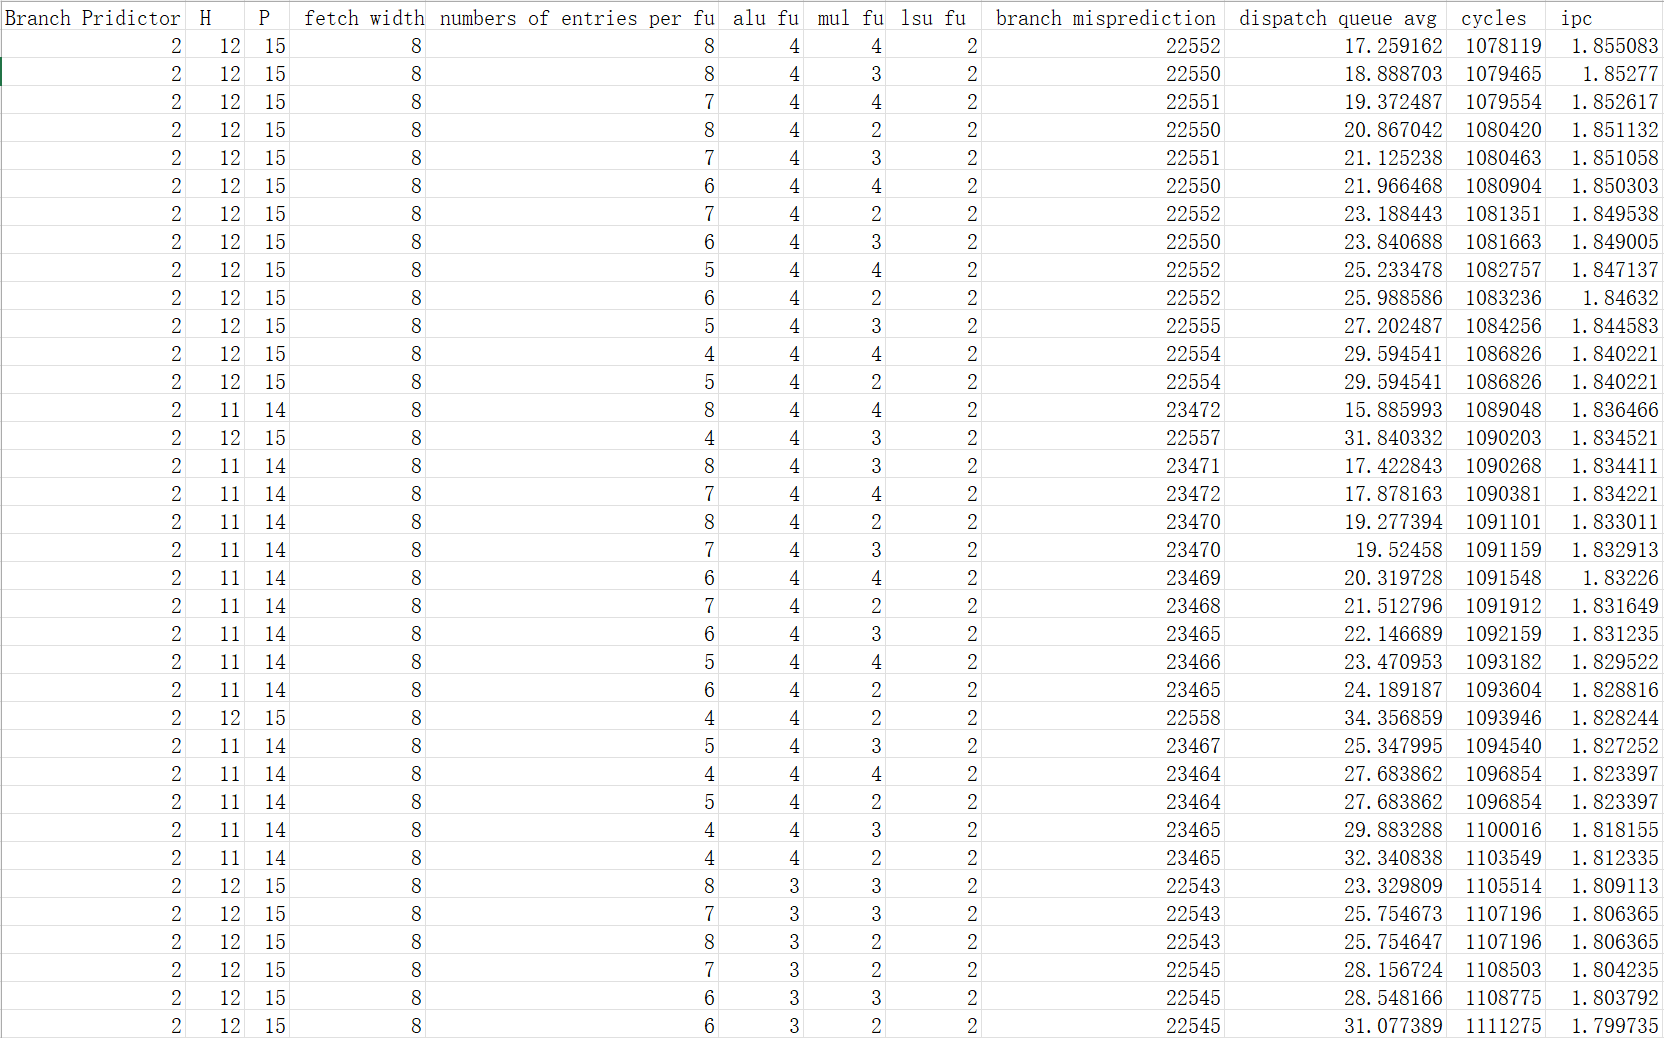 Branch Pridictor H P fetch width numbers of entries per fu alu fu mul fu lsu fu branch misprediction dispatch queue avg cycles ipc
2 12 15 8 8 4 4 2 22552 17.259162 1078119 1.855083
2 12 15 8 8 4 3 2 22550 18.888703 1079465 1.85277
2 12 15 8 7 4 4 2 22551 19.372487 1079554 1.852617
2 12 15 8 8 4 2 2 22550 20.867042 1080420 1.851132
2 12 15 8 7 4 3 2 22551 21.125238 1080463 1.851058
2 12 15 8 6 4 4 2 22550 21.966468 1080904 1.850303
2 12 15 8 7 4 2 2 22552 23.188443 1081351 1.849538
2 12 15 8 6 4 3 2 22550 23.840688 1081663 1.849005
2 12 15 8 5 4 4 2 22552 25.233478 1082757 1.847137
2 12 15 8 6 4 2 2 22552 25.988586 1083236 1.84632
2 12 15 8 5 4 3 2 22555 27.202487 1084256 1.844583
2 12 15 8 4 4 4 2 22554 29.594541 1086826 1.840221
2 12 15 8 5 4 2 2 22554 29.594541 1086826 1.840221
2 11 14 8 8 4 4 2 23472 15.885993 1089048 1.836466
2 12 15 8 4 4 3 2 22557 31.840332 1090203 1.834521
2 11 14 8 8 4 3 2 23471 17.422843 1090268 1.834411
2 11 14 8 7 4 4 2 23472 17.878163 1090381 1.834221
2 11 14 8 8 4 2 2 23470 19.277394 1091101 1.833011
2 11 14 8 7 4 3 2 23470 19.52458 1091159 1.832913
2 11 14 8 6 4 4 2 23469 20.319728 1091548 1.83226
2 11 14 8 7 4 2 2 23468 21.512796 1091912 1.831649
2 11 14 8 6 4 3 2 23465 22.146689 1092159 1.831235
2 11 14 8 5 4 4 2 23466 23.470953 1093182 1.829522
2 11 14 8 6 4 2 2 23465 24.189187 1093604 1.828816
2 12 15 8 4 4 2 2 22558 34.356859 1093946 1.828244
2 11 14 8 5 4 3 2 23467 25.347995 1094540 1.827252
2 11 14 8 4 4 4 2 23464 27.683862 1096854 1.823397
2 11 14 8 5 4 2 2 23464 27.683862 1096854 1.823397
2 11 14 8 4 4 3 2 23465 29.883288 1100016 1.818155
2 11 14 8 4 4 2 2 23465 32.340838 1103549 1.812335
2 12 15 8 8 3 3 2 22543 23.329809 1105514 1.809113
2 12 15 8 7 3 3 2 22543 25.754673 1107196 1.806365
2 12 15 8 8 3 2 2 22543 25.754647 1107196 1.806365
2 12 15 8 7 3 2 2 22545 28.156724 1108503 1.804235
2 12 15 8 6 3 3 2 22545 28.548166 1108775 1.803792
2 12 15 8 6 3 2 2 22545 31.077389 1111275 1.799735